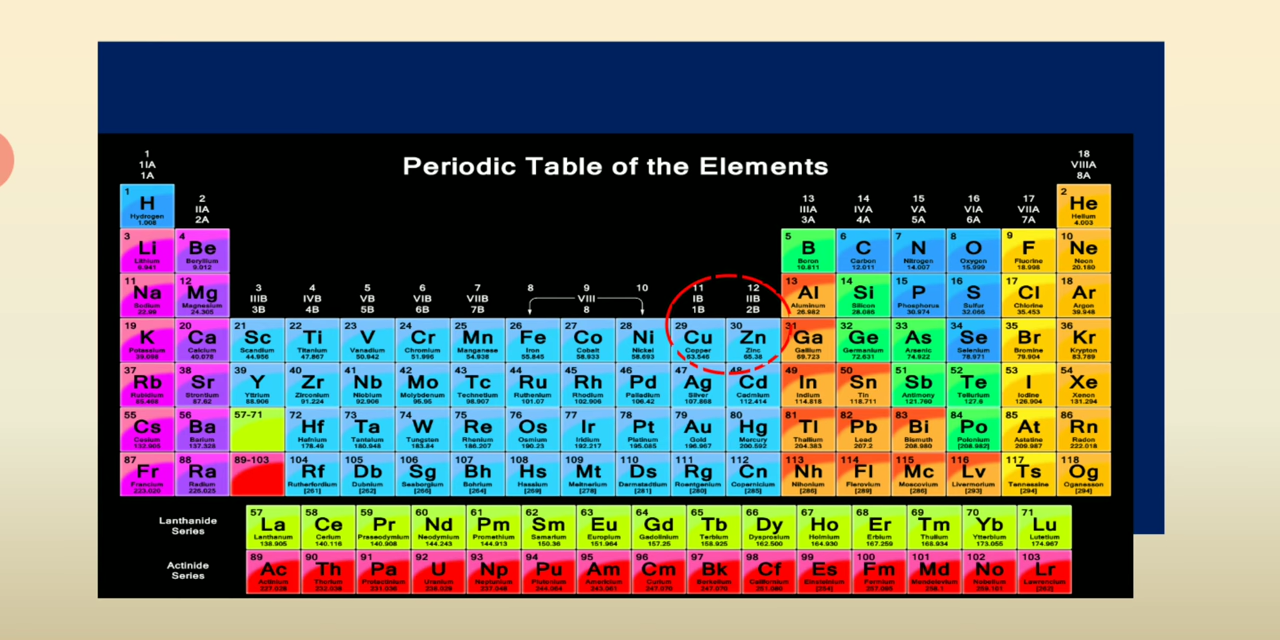 Periodic Table of the Elements
1 18
1IA VIIIA
1A 8A
1 2
H He
Hydrogen Helium
1.008 4.003
2 13 14 15 16 17
IIA IIIA IVA VA VIA VIIA
2A 3A 4A 5A 6A 7A
3 4 5 6 7 8 9 10
Li Be B C N O F Ne
Lithium Beryllium Boron Carbon Nitrogen Oxygen Fluorine Neon
6.941 9.012 10.811 12.011 14.007 15.999 18.998 20.180
11 12 13 14 15 16 17 18
Na Mg Al Si P S Cl Ar
Sodium Magnesium Aluminum Silicon Phosphorus Sulfur Chlorine Argon
22.99 24.305 26.982 28.086 32.066 35.453 39.948
3 4 5 6 7 8 9 10 11 12
IIIB IVB VB VIB VIIB VIII IB IIB
3B 4B 5B 6B 7B 8 1B 2B
19 20 21 22 23 24 25 26 27 28 29 30 31 32 33 34 35 36
K Ca Sc Ti V Cr Mn Fe Co Ni Cu Zn Ga Ge As Se Br Kr
Potassium Calcium Scandium Titanium Vanadium Chromium Manganese Iron Cobalt Nickel Copper Zinc Gallium Germanium Arsenic Selenium Bromine Krypton
39.098 40.078 44.956 47.867 50.942 51.996 54.938 55.845 58.933 58.693 63.546 65.38 69.723 72.631 74.922 78.971 79.904
37 38 39 40 41 42 43 44 45 46 47 48 49 50 51 52 53 54
Rb Sr Y Zr Nb Mo Tc Ru Rh Pd Ag Cd In Sn Sb Te I Xe
Rubidium Strontium Yttrium Zirconium Niobium Molybdenum Technetium Ruthenium Rhodium Palladium Silver Cadmium Indium Tin Antimony Tellurium Iodine Xenon
85.468 87.62 88.906 91.224 92.906 95.95 98.907 101.07 102.906 106.42 107.868 112.414 114.818 118.711 121.760 127.6 126.904 131.294
55 56 57-71 72 73 74 75 76 77 78 79 80 81 82 83 84 85 86
Cs Ba Hf Ta W Re Os Ir Pt Au Hg Tl Pb Bi Po At Rn
Cesium Barium Hafnium Tantalum Tungsten Rhenium Osmium Iridium Platinum Gold Mercury Thallium Lead Bismuth Polonium Astatine Radon
132.905 137.328 178.49 180.948 183.84 186.207 190.23 192.217 195.085 196.967 200.592 204.383 207.2 208.980 [208.982] 209.987 222.018
87 88 89-103 104 105 106 107 108 109 110 111 112 113 114 115 116 117 118
Fr Ra Rf Db Sg Bh Hs Mt Ds Rg Cn Nh Fl Mc Lv Ts Og
Francium Radium Rutherfordium Dubnium Seaborgium Bohrium Hassium Meitnerium Darmstadtium Roentgenium Copernicium Nihonium Flerovium Moscovium Livermorium Tennessine Oganesson
223.020 226.025 [261] [262] [266] [264] [269] [278] [281] [280] [285] [286] [289] [286] [293] [294] [294]
Lanthanide
Series
57 58 59 60 61 62 63 64 65 66 67 68 69 70 71
La Ce Pr Nd Pm Sm Eu Gd Tb Dy Ho Er Tm Yb Lu
Lanthanum Cerium Praseodymium Neodymium Promethium Samarium Europium Gadolinium Terbium Dysprosium Holmium Erbium Thulium Ytterbium Lutetium
138.905 140.116 140.908 144.243 144.913 150.36 151.964 157.25 158.925 162.500 164.930 167.259 168.934 173.055 174.967
Actinide
Series
89 90 91 92 93 94 95 96 97 98 99 100 101 102 103
Ac Th Pa U Np Pu Am Cm Bk Cf Es Fm Md No Lr
Actinium Thorium Protactinium Uranium Neptunium Plutonium Americium Curium Berkelium Californium Einsteinium Fermium Mendelevium Nobelium Lawrencium